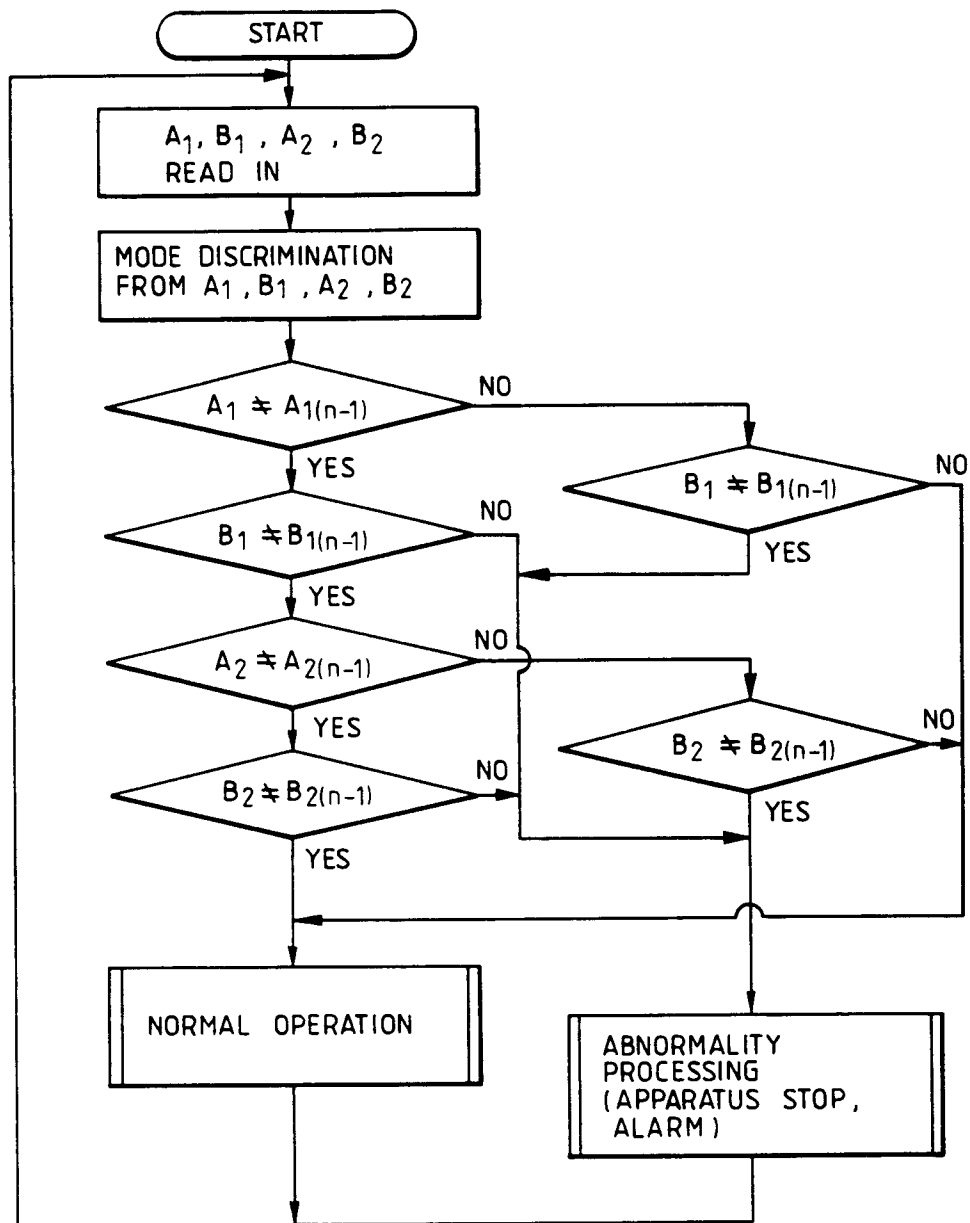 START
A₁, B₁ , A₂ , B₂
READ IN
MODE DISCRIMINATION
FROM A₁ , B₁ , A₂ , B₂
A₁ ≠ A₁₍ₙ₋₁₎
NO
YES
B₁ ≠ B₁₍ₙ₋₁₎
NO
YES
B₁ ≠ B₁₍ₙ₋₁₎
NO
YES
A₂ ≠ A₂₍ₙ₋₁₎
NO
YES
B₂ ≠ B₂₍ₙ₋₁₎
NO
YES
B₂ ≠ B₂₍ₙ₋₁₎
NO
YES
NORMAL OPERATION
ABNORMALITY
PROCESSING
(APPARATUS STOP,
ALARM)